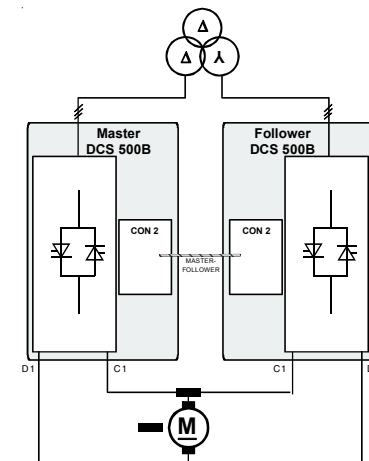 Δ
Δ Y
Master
DCS 500B
Follower
DCS 500B
CON 2
CON 2
MASTER-
FOLLOWER
D1
C1
C1
M